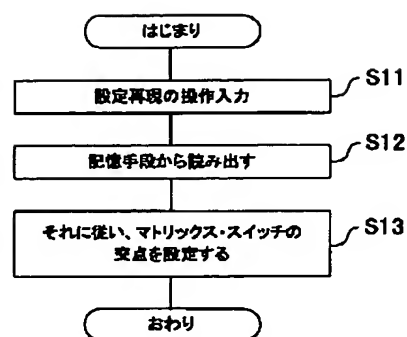 はじまり
設定再現の操作入力
S11
記憶手段から読み出す
S12
それに従い、マトリックス・スイッチの
交点を設定する
S13
おわり